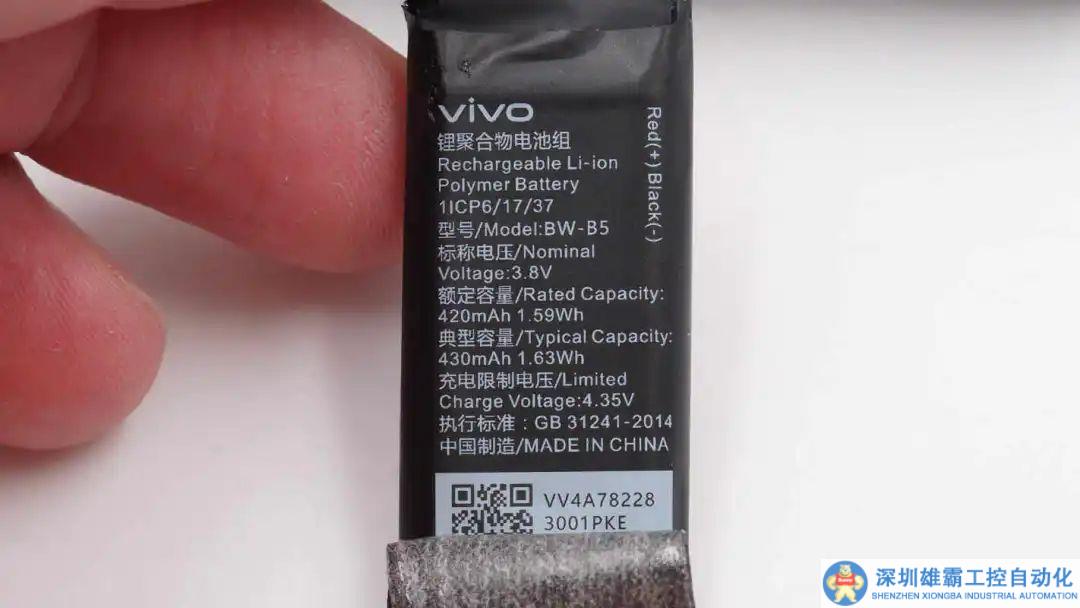 vivo
锂聚合物电池组
Rechargeable Li-ion
Polymer Battery
1ICP6/17/37
型号/Model:BW-B5
标称电压/Nominal
Voltage:3.8V
额定容量/Rated Capacity:
420mAh 1.59Wh
典型容量/Typical Capacity:
430mAh 1.63Wh
充电限制电压/Limited
Charge Voltage:4.35V
执行标准：GB 31241-2014
中国制造/MADE IN CHINA
Red(+) Black(-)
VV4A78228
3001PKE
深圳雄霸工控自动化
SHENZHEN XIONGBA INDUSTRIAL AUTOMATION